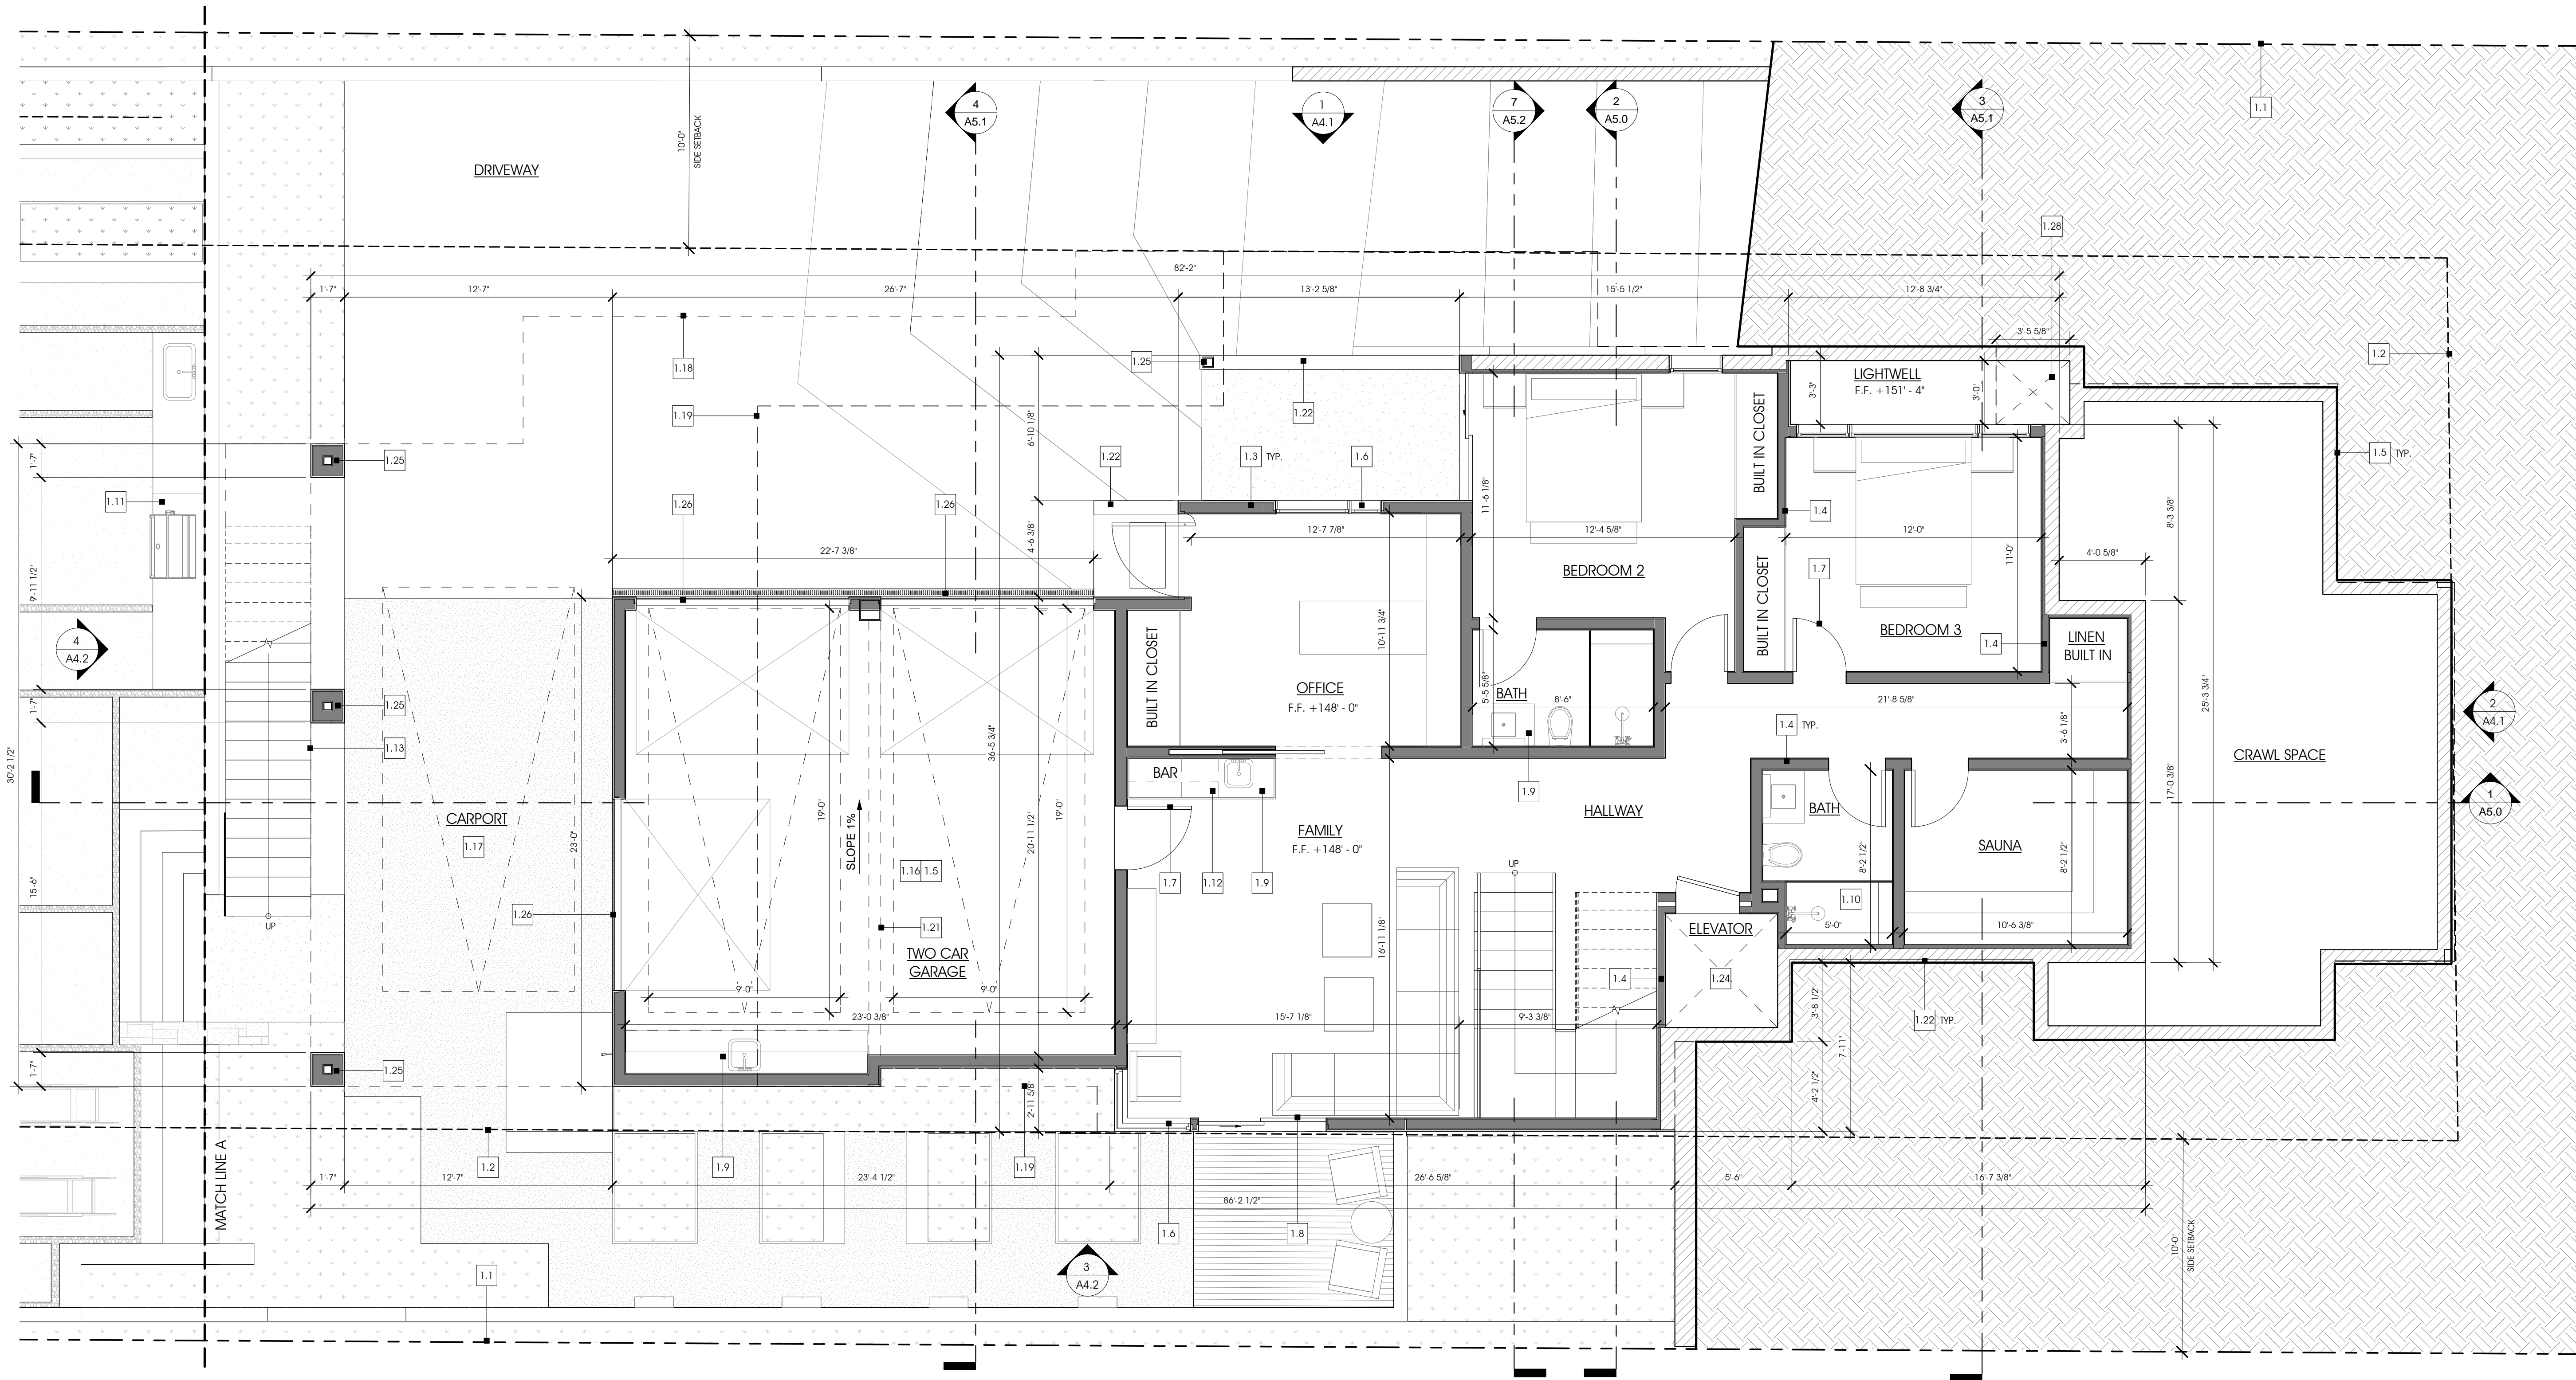 4
A5.1
1
A4.1
7
A5.2
2
A5.0
3
A5.1
1.1
10'-0"
SIDE SETBACK
DRIVEWAY
1.28
82'-2"
1'-7"
12'-7"
26'-7"
13'-2 5/8"
15'-5 1/2"
12'-8 3/4"
3'-5 5/8"
1.18
1.25
1.22
LIGHTWELL
F.F. +151' - 4"
3'-3"
3'-0"
1.2
1.19
6'-10 1/8"
BUILT IN CLOSET
1.5 TYP.
1'-7"
1.25
1.22
1.3 TYP.
1.6
11'-6 1/8"
8'-3 3/8"
1.11
1.26
1.26
4'-6 3/8"
1.4
12'-7 7/8"
12'-4 5/8"
12'-0"
22'-7 3/8"
11'-0"
4'-0 5/8"
9'-11 1/2"
BEDROOM 2
1.7
BUILT IN CLOSET
4
A4.2
BEDROOM 3
1.4
LINEN
BUILT IN
10'-11 3/4"
BUILT IN CLOSET
OFFICE
F.F. +148' - 0"
5'-5 5/8"
BATH
8'-6"
21'-8 5/8"
25'-3 3/4"
2
A4.1
1'-7"
1.25
1.13
36'-5 3/4"
1.4 TYP.
3'-6 1/8"
CRAWL SPACE
30'-2 1/2"
BAR
1.9
17'-0 3/8"
1
A5.0
CARPORT
1.17
23'-0"
19'-0"
SLOPE 1%
20'-11 1/2"
19'-0"
FAMILY
F.F. +148' - 0"
HALLWAY
BATH
SAUNA
8'-2 1/2"
8'-2 1/2"
1.16 1.5
1.7
1.12
1.9
UP
15'-6"
1.26
1.21
1.10
UP
5'-0"
10'-6 3/8"
ELEVATOR
1.24
TWO CAR
GARAGE
16'-11 1/8"
1.4
9'-0"
9'-0"
23'-0 3/8"
15'-7 1/8"
9'-3 3/8"
3'-8 1/2"
7'-11"
1.22 TYP.
1'-7"
1.25
2'-11 5/8"
4'-2 1/2"
MATCH LINE A
1.2
1.9
1.19
1'-7"
12'-7"
23'-4 1/2"
26'-6 5/8"
5'-6"
16'-7 3/8"
86'-2 1/2"
1.6
1.8
10'-0"
SIDE SETBACK
1.1
3
A4.2